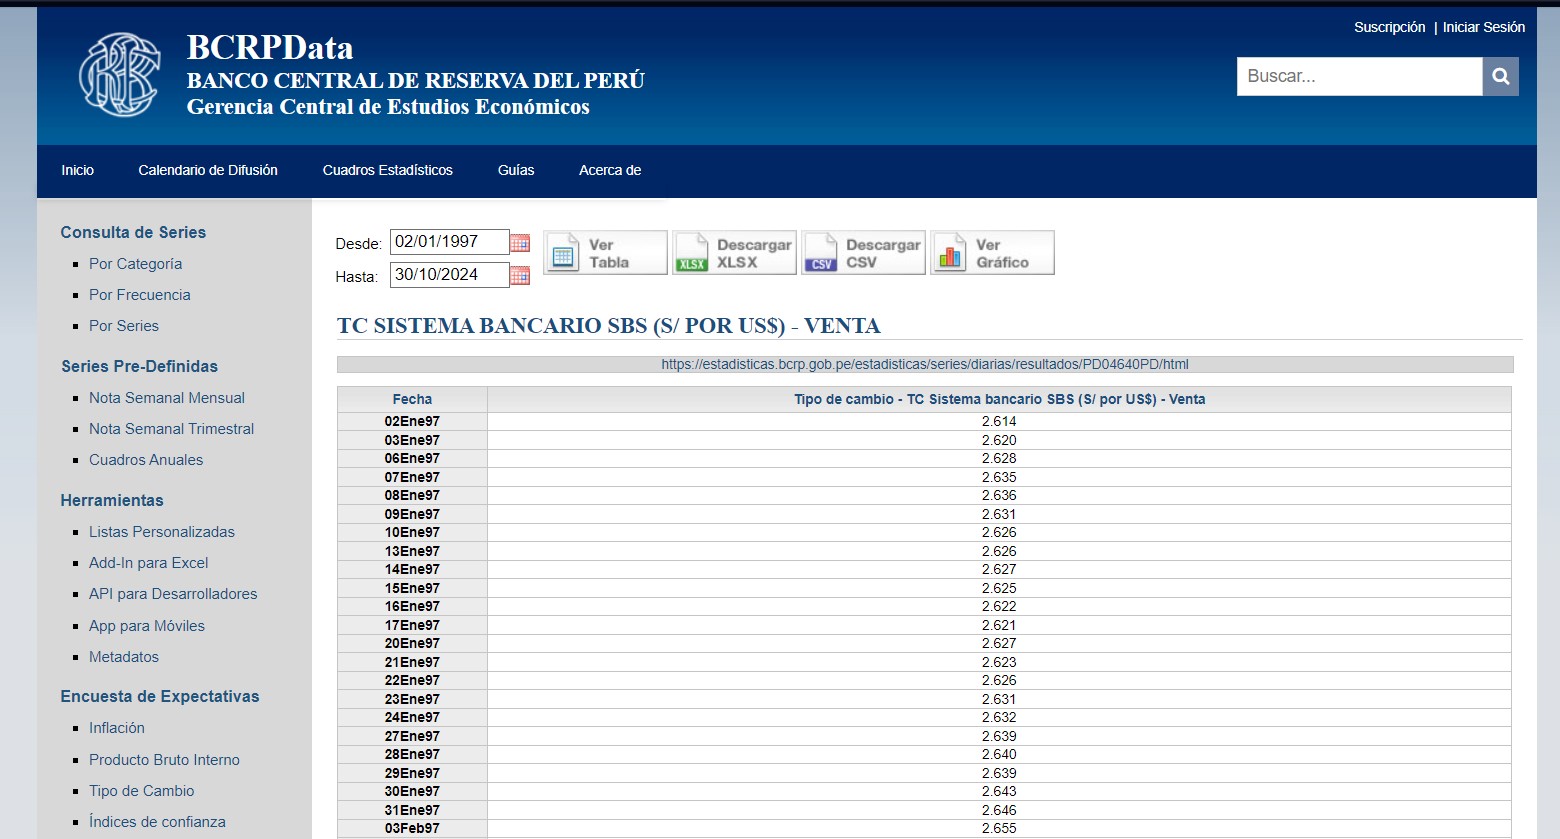 BCRPData
BANCO CENTRAL DE RESERVA DEL PERÚ
Gerencia Central de Estudios Económicos
Suscripción | Iniciar Sesión
Buscar...
Inicio Calendario de Difusión Cuadros Estadísticos Guías Acerca de
Consulta de Series
Por Categoría
Por Frecuencia
Por Series
Series Pre-Definidas
Nota Semanal Mensual
Nota Semanal Trimestral
Cuadros Anuales
Herramientas
Listas Personalizadas
Add-In para Excel
API para Desarrolladores
App para Móviles
Metadatos
Encuesta de Expectativas
Inflación
Producto Bruto Interno
Tipo de Cambio
Índices de confianza
Desde: 02/01/1997
Hasta: 30/10/2024
Ver Tabla
XLSX Descargar XLSX
CSV Descargar CSV
Ver Gráfico
TC SISTEMA BANCARIO SBS (S/ POR US$) - VENTA
https://estadisticas.bcrp.gob.pe/estadisticas/series/diarias/resultados/PD04640PD/html
Fecha Tipo de cambio - TC Sistema bancario SBS (S/ por US$) - Venta
02Ene97 2.614
03Ene97 2.620
06Ene97 2.628
07Ene97 2.635
08Ene97 2.636
09Ene97 2.631
10Ene97 2.626
13Ene97 2.626
14Ene97 2.627
15Ene97 2.625
16Ene97 2.622
17Ene97 2.621
20Ene97 2.627
21Ene97 2.623
22Ene97 2.626
23Ene97 2.631
24Ene97 2.632
27Ene97 2.639
28Ene97 2.640
29Ene97 2.639
30Ene97 2.643
31Ene97 2.646
03Feb97 2.655